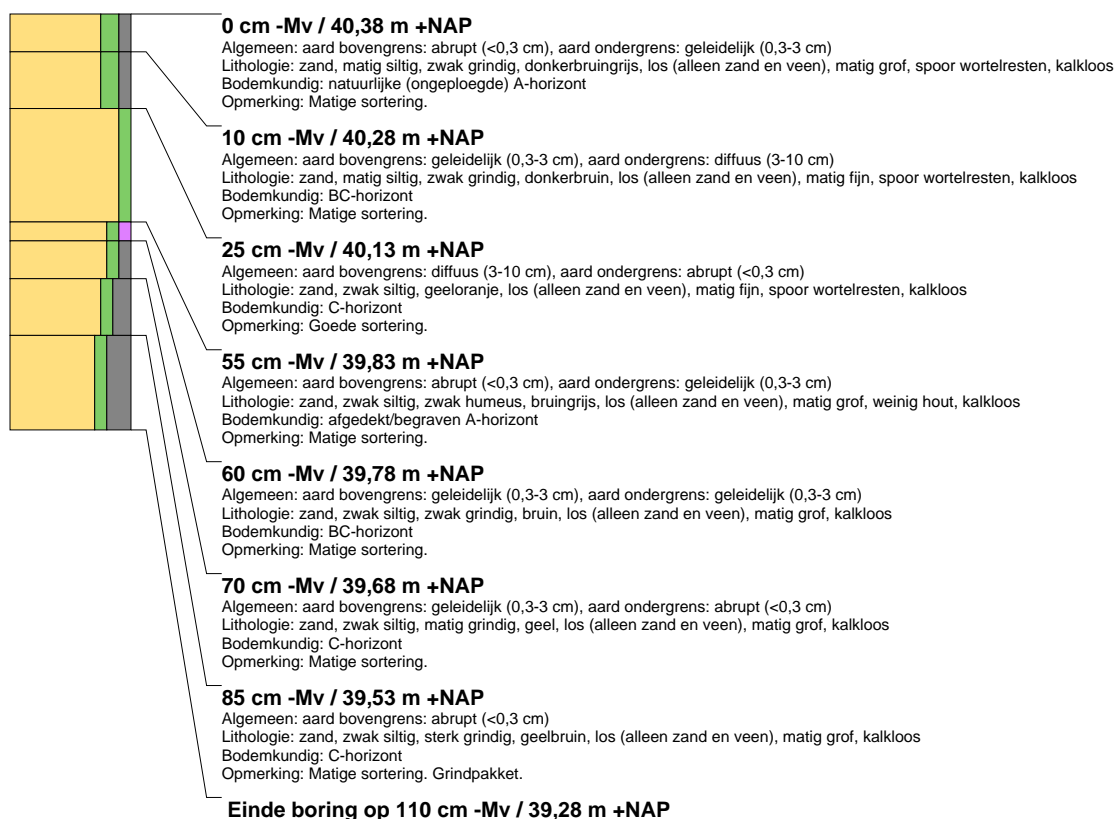 0 cm -Mv / 40,38 m +NAP
Algemeen: aard bovengrens: abrupt (<0,3 cm), aard ondergrens: geleidelijk (0,3-3 cm)
Lithologie: zand, matig siltig, zwak grindig, donkerbruingrijs, los (alleen zand en veen), matig grof, spoor wortelresten, kalkloos
Bodemkundig: natuurlijke (ongeploegde) A-horizont
Opmerking: Matige sortering.
10 cm -Mv / 40,28 m +NAP
Algemeen: aard bovengrens: geleidelijk (0,3-3 cm), aard ondergrens: diffuus (3-10 cm)
Lithologie: zand, matig siltig, zwak grindig, donkerbruin, los (alleen zand en veen), matig fijn, spoor wortelresten, kalkloos
Bodemkundig: BC-horizont
Opmerking: Matige sortering.
25 cm -Mv / 40,13 m +NAP
Algemeen: aard bovengrens: diffuus (3-10 cm), aard ondergrens: abrupt (<0,3 cm)
Lithologie: zand, zwak siltig, geeloranje, los (alleen zand en veen), matig fijn, spoor wortelresten, kalkloos
Bodemkundig: C-horizont
Opmerking: Goede sortering.
55 cm -Mv / 39,83 m +NAP
Algemeen: aard bovengrens: abrupt (<0,3 cm), aard ondergrens: geleidelijk (0,3-3 cm)
Lithologie: zand, zwak siltig, zwak humeus, bruingrijs, los (alleen zand en veen), matig grof, weinig hout, kalkloos
Bodemkundig: afgedekt/begraven A-horizont
Opmerking: Matige sortering.
60 cm -Mv / 39,78 m +NAP
Algemeen: aard bovengrens: geleidelijk (0,3-3 cm), aard ondergrens: geleidelijk (0,3-3 cm)
Lithologie: zand, zwak siltig, zwak grindig, bruin, los (alleen zand en veen), matig grof, kalkloos
Bodemkundig: BC-horizont
Opmerking: Matige sortering.
70 cm -Mv / 39,68 m +NAP
Algemeen: aard bovengrens: geleidelijk (0,3-3 cm), aard ondergrens: abrupt (<0,3 cm)
Lithologie: zand, zwak siltig, matig grindig, geel, los (alleen zand en veen), matig grof, kalkloos
Bodemkundig: C-horizont
Opmerking: Matige sortering.
85 cm -Mv / 39,53 m +NAP
Algemeen: aard bovengrens: abrupt (<0,3 cm)
Lithologie: zand, zwak siltig, sterk grindig, geelbruin, los (alleen zand en veen), matig grof, kalkloos
Bodemkundig: C-horizont
Opmerking: Matige sortering. Grindpakket.
Einde boring op 110 cm -Mv / 39,28 m +NAP